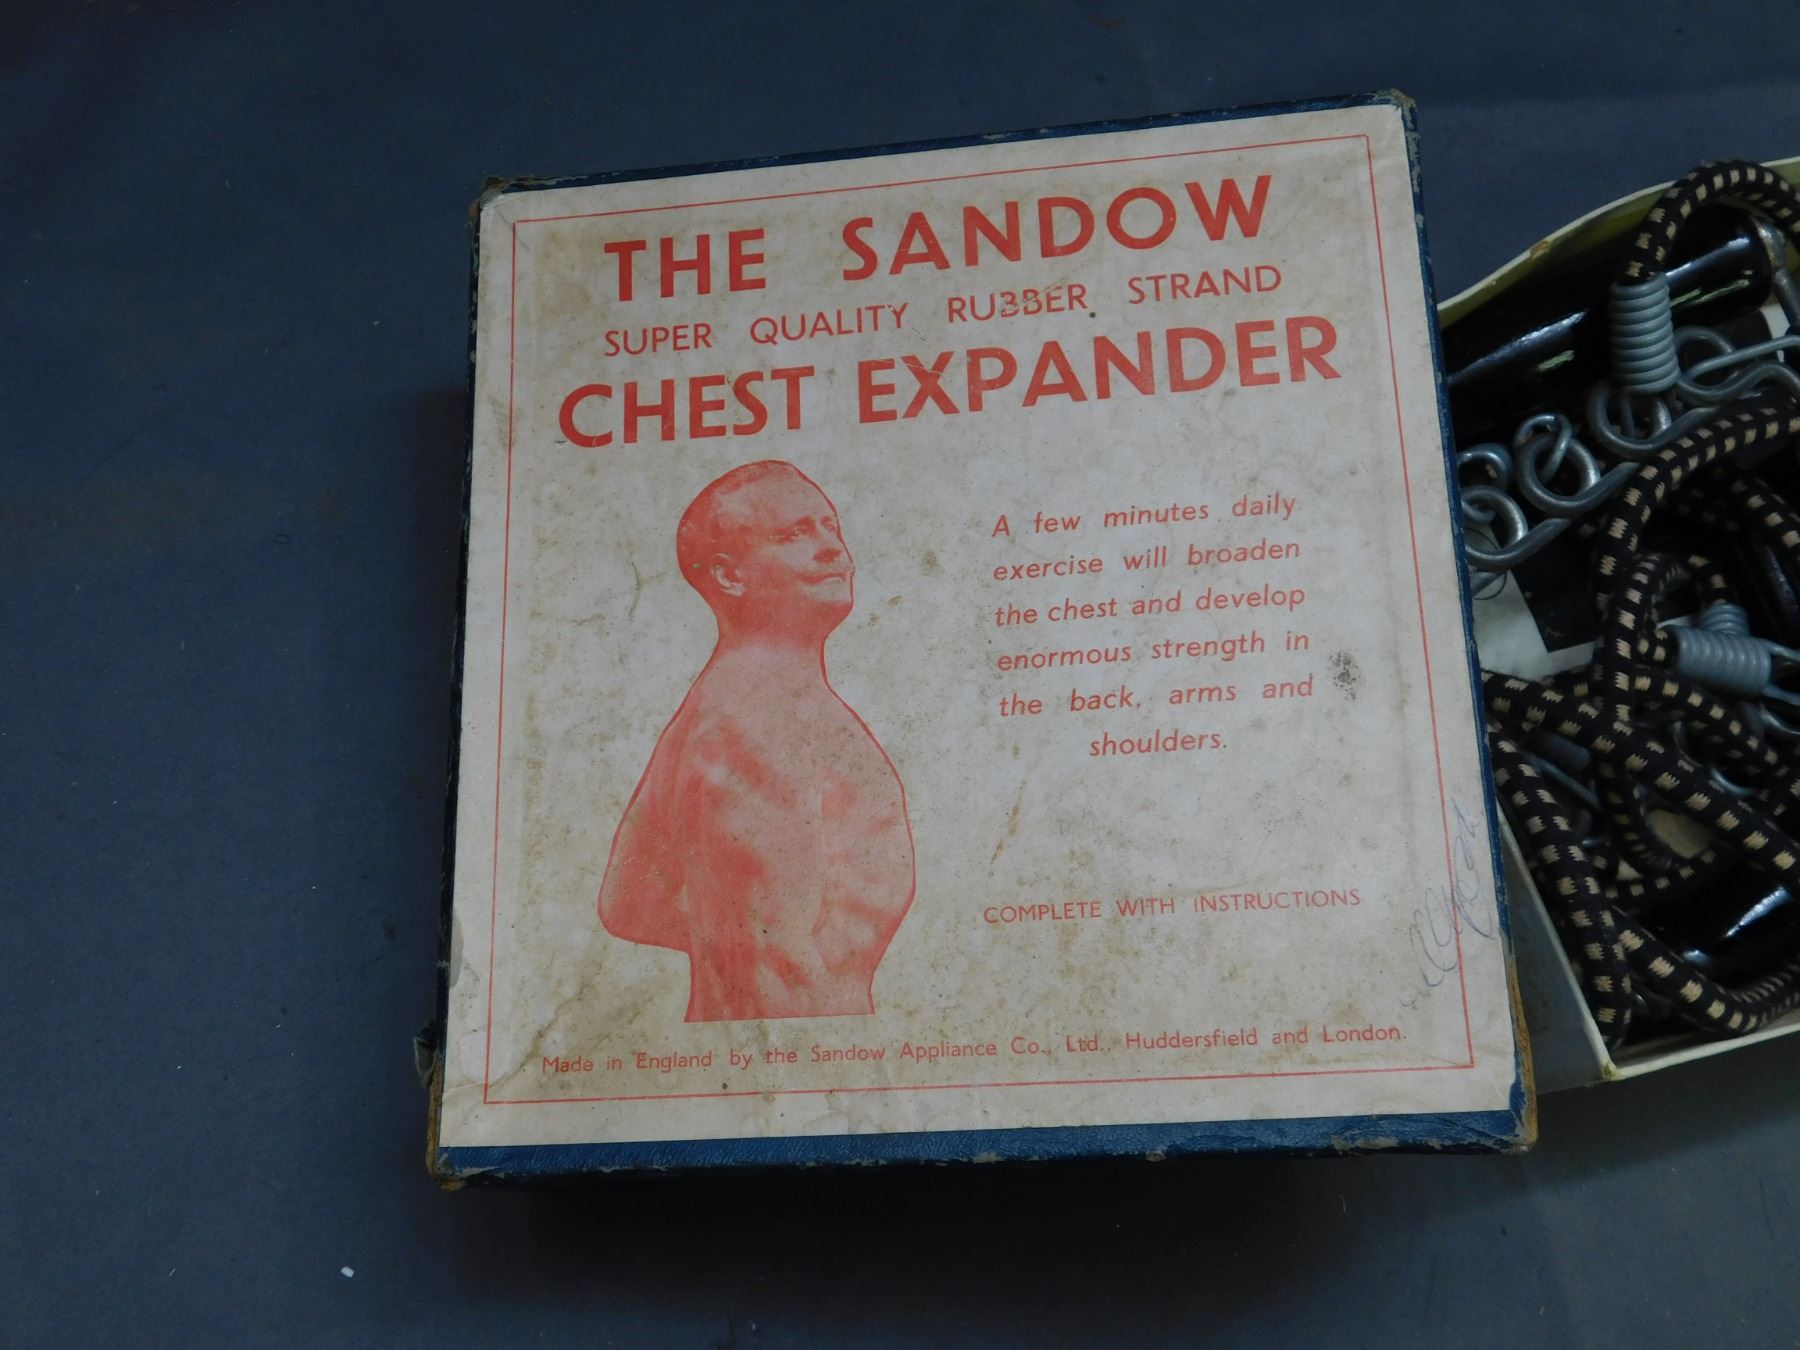 THE SANDOW
SUPER QUALITY RUBBER STRAND
CHEST EXPANDER
A few minutes daily
exercise will broaden
the chest and develop
enormous strength in
the back, arms and
shoulders.
COMPLETE WITH INSTRUCTIONS
Made in England by the Sandow Appliance Co., Ltd., Huddersfield and London.